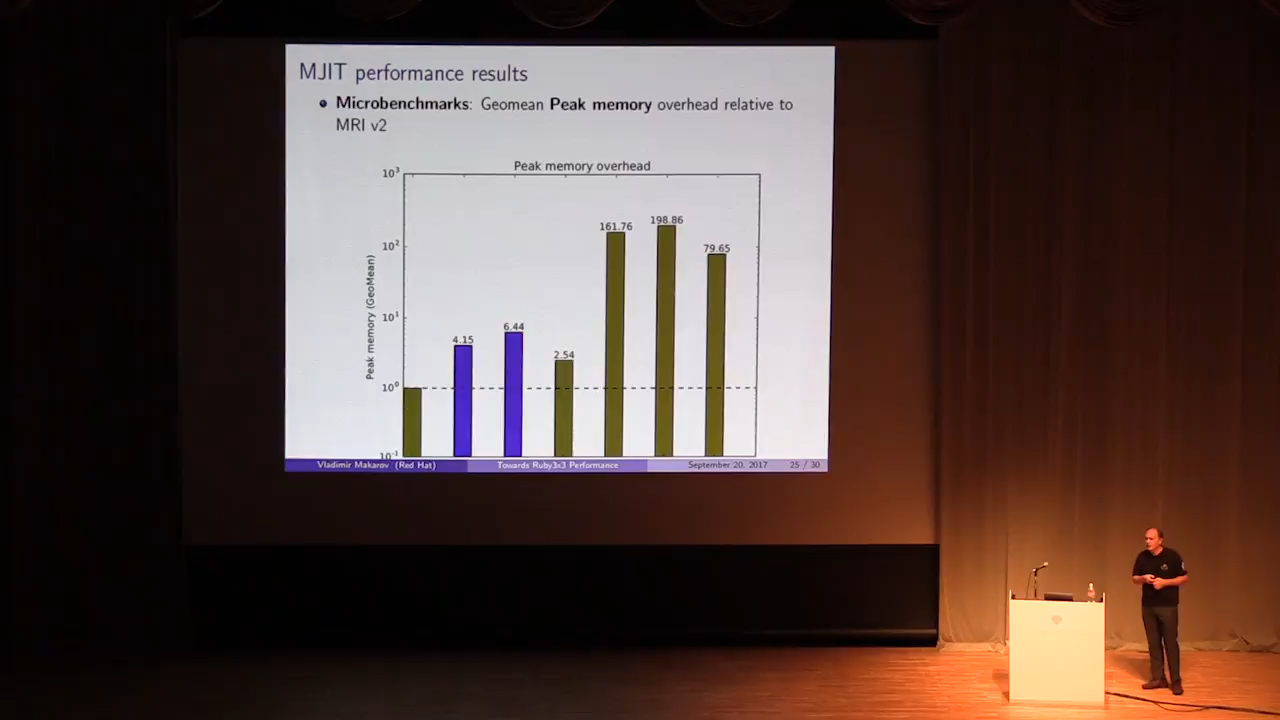 MJIT performance results
Microbenchmarks: Geomean Peak memory overhead relative to
MRI v2
Peak memory overhead
10³
198.86
161.76
79.65
10²
Peak memory (GeoMean)
10¹
6.44
4.15
2.54
10⁰
10⁻¹
Vladimir Makarov (Red Hat) Towards Ruby3x3 Performance September 20, 2017 25 / 30